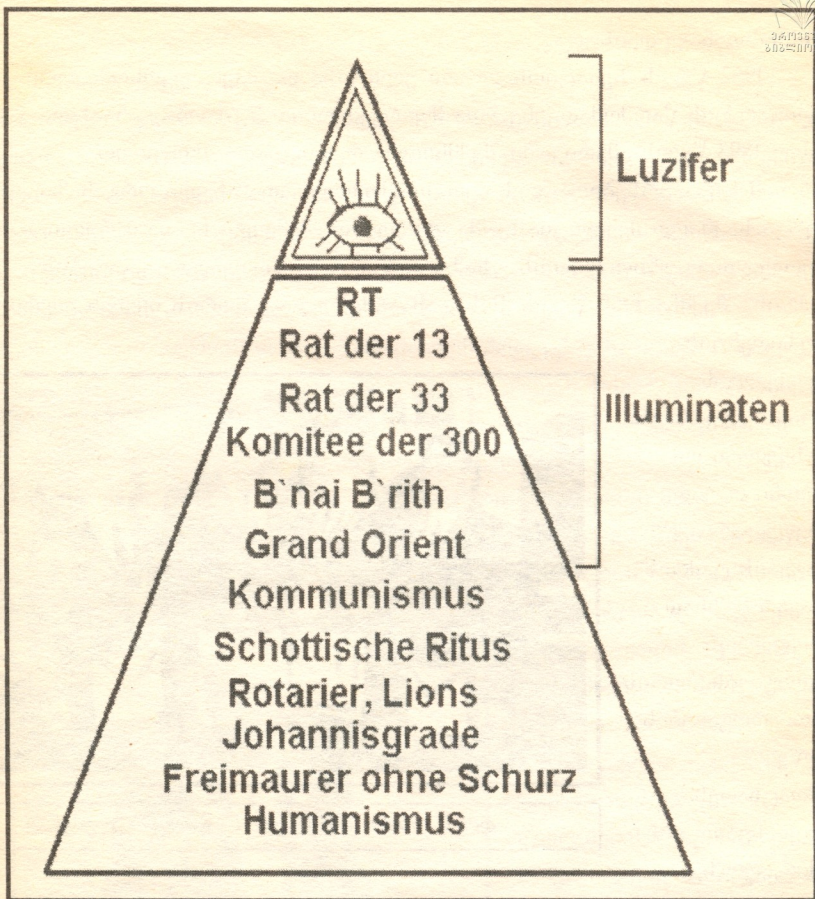 Luzifer
RT
Rat der 13
Rat der 33
Illuminaten
Komitee der 300
B`nai B`rith
Grand Orient
Kommunismus
Schottische Ritus
Rotarier, Lions
Johannisgrade
Freimaurer ohne Schurz
Humanismus